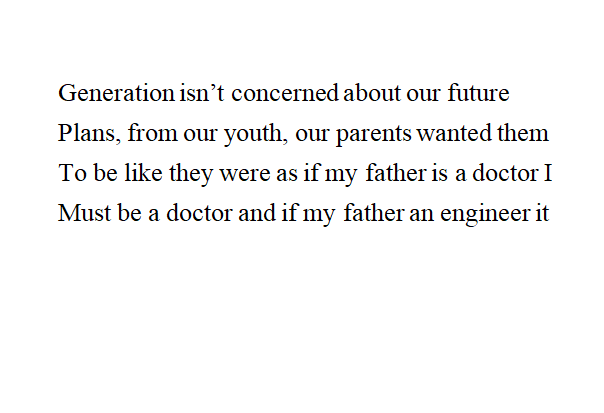 Generation isn’t concerned about our future
Plans, from our youth, our parents wanted them
To be like they were as if my father is a doctor I
Must be a doctor and if my father an engineer it